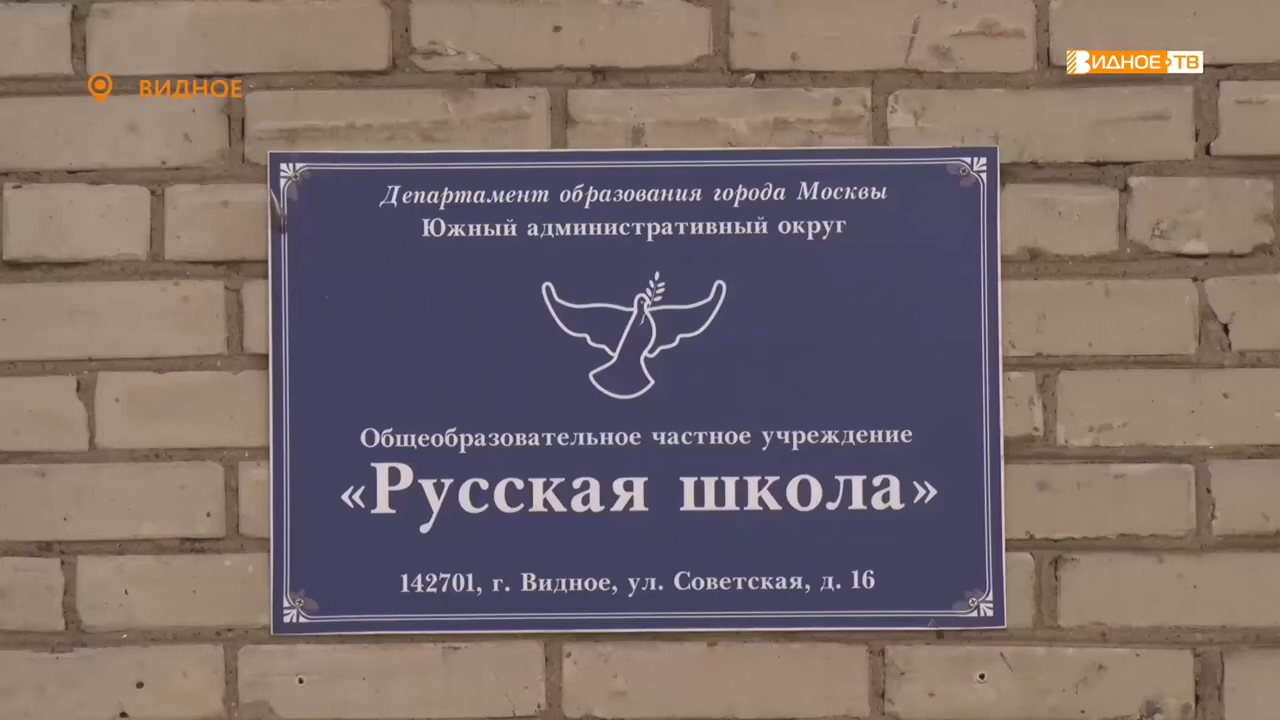 ВИДНОЕ
ВИДНОЕ ТВ
Департамент образования города Москвы
Южный административный округ
Общеобразовательное частное учреждение
«Русская школа»
142701, г. Видное, ул. Советская, д. 16